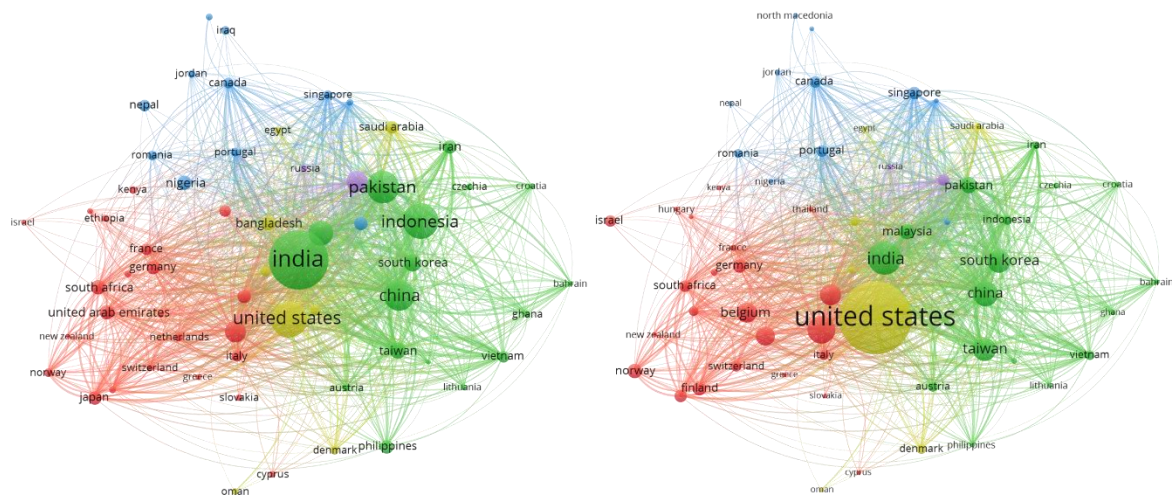 iraq
jordan
canada
singapore
nepal
egypt
saudi arabia
iran
romania
portugal
russia
nigeria
pakistan
czechia
croatia
kenya
israel
ethiopia
bangladesh
indonesia
france
germany
india
south korea
south africa
china
bahrain
united arab emirates
united states
ghana
new zealand
netherlands
italy
taiwan
vietnam
norway
switzerland
greece
austria
lithuania
japan
slovakia
denmark
philippines
cyprus
oman
north macedonia
jordan
canada
singapore
nepal
egypt
saudi arabia
iran
romania
portugal
russia
nigeria
pakistan
czechia
croatia
kenya
israel
hungary
thailand
malaysia
indonesia
france
germany
india
south korea
south africa
china
bahrain
belgium
united states
ghana
new zealand
italy
taiwan
vietnam
norway
switzerland
greece
finland
austria
lithuania
slovakia
denmark
philippines
cyprus
oman